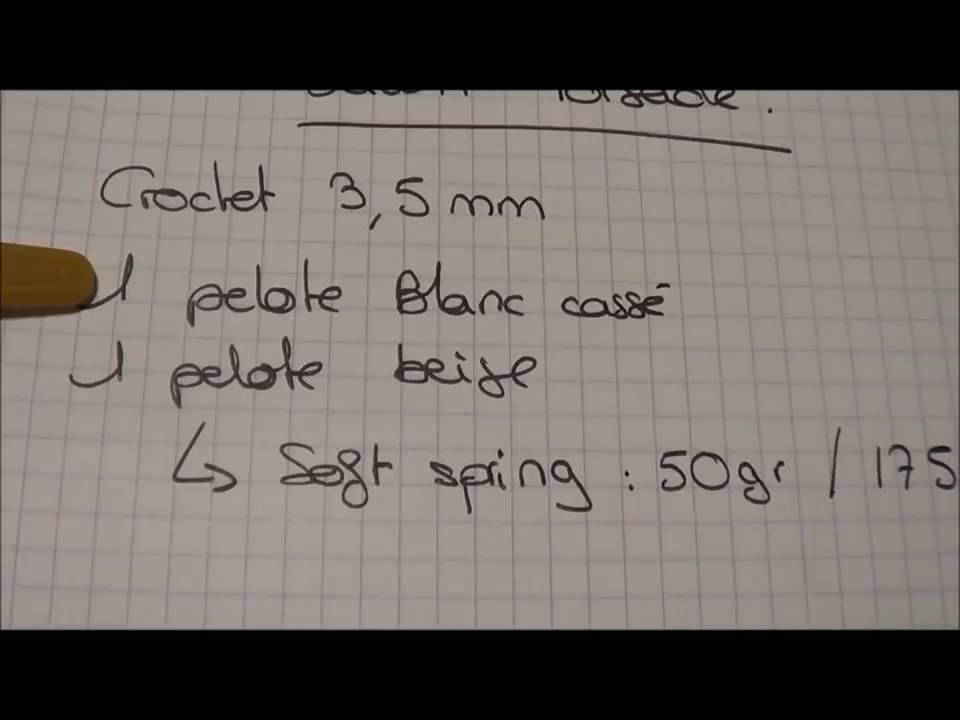 Crochet 3,5 mm
1 pelote Blanc cassé
1 pelote beige
↳ Soft spring : 50gr / 175